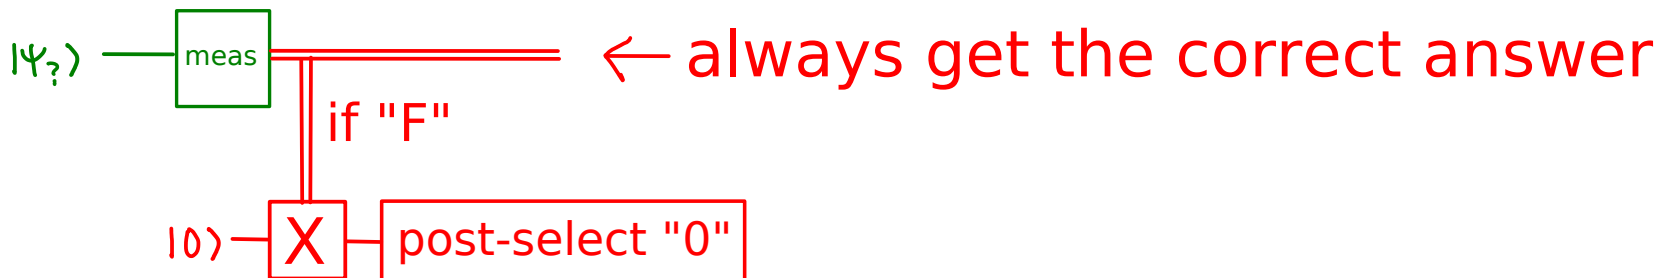 |ψ?⟩ meas ← always get the correct answer
if "F"
|0⟩ X post-select "0"